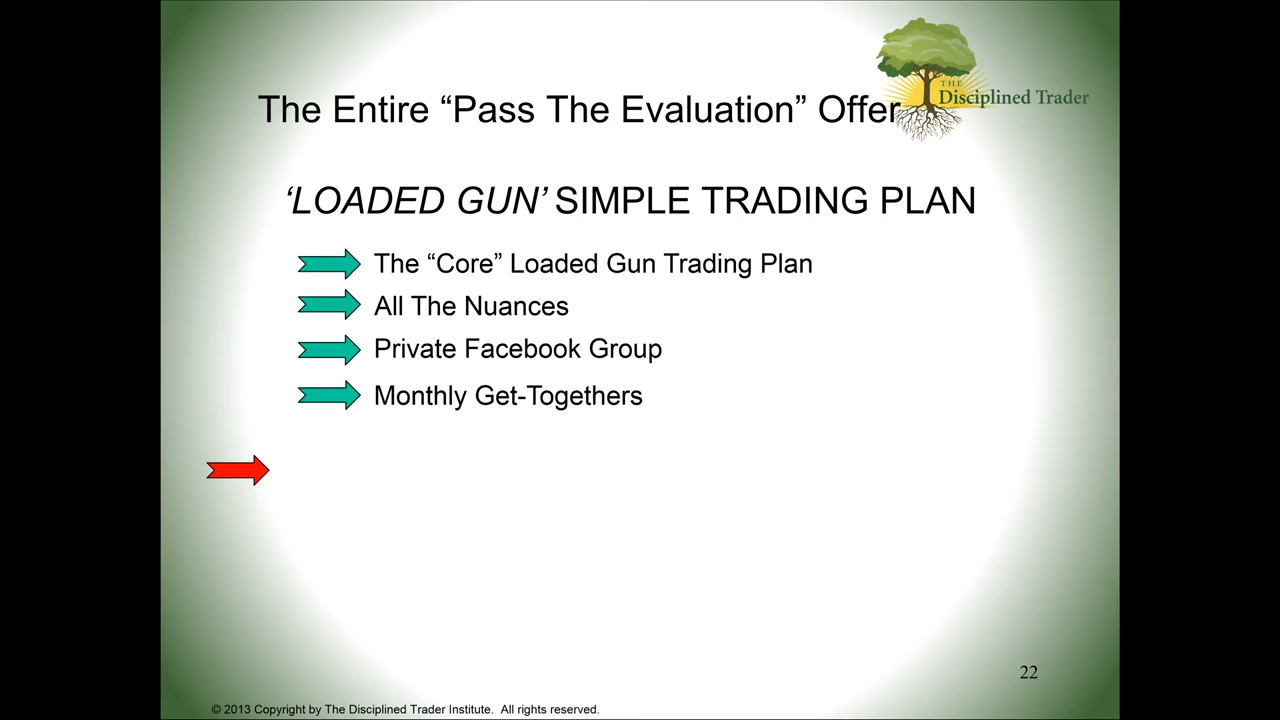 THE
Disciplined Trader
The Entire “Pass The Evaluation” Offer
‘LOADED GUN’ SIMPLE TRADING PLAN
The “Core” Loaded Gun Trading Plan
All The Nuances
Private Facebook Group
Monthly Get-Togethers
22
© 2013 Copyright by The Disciplined Trader Institute. All rights reserved.